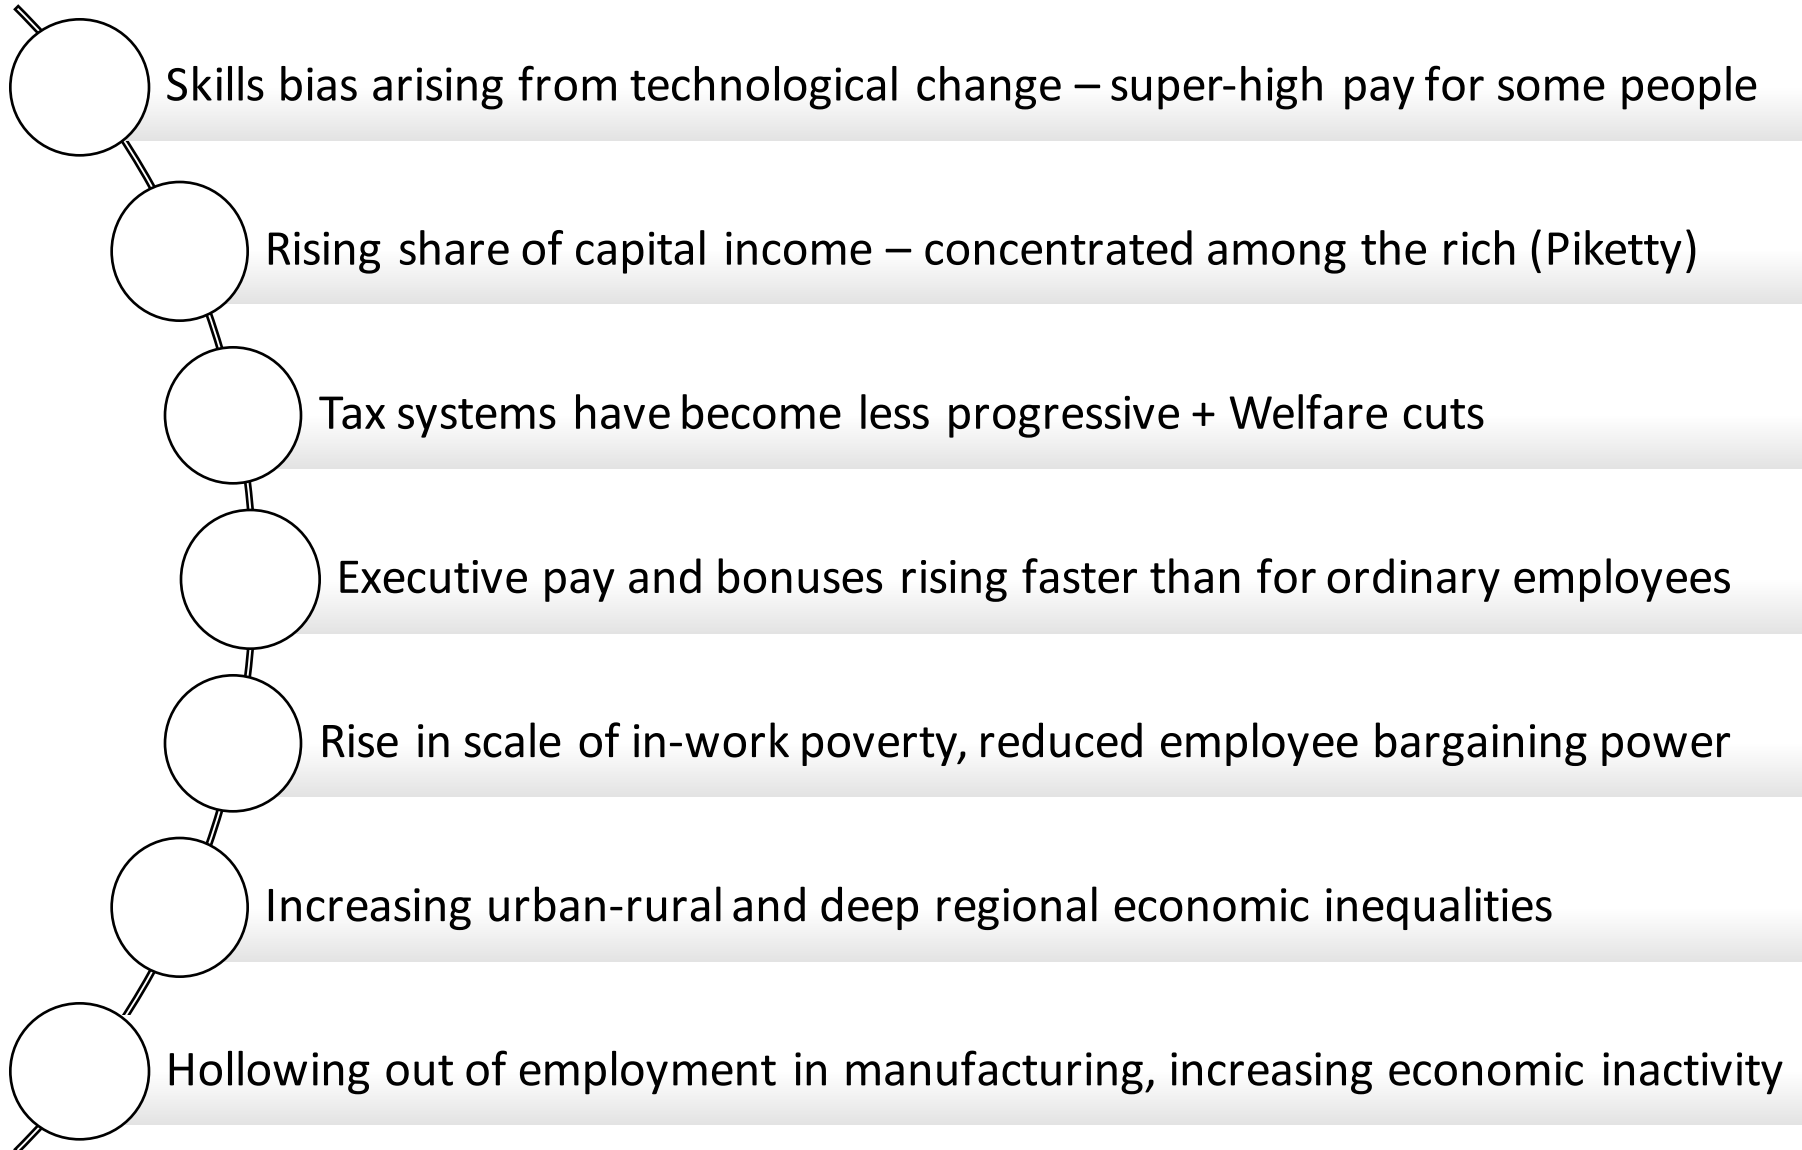 Skills bias arising from technological change – super-high pay for some people
Rising share of capital income – concentrated among the rich (Piketty)
Tax systems have become less progressive + Welfare cuts
Executive pay and bonuses rising faster than for ordinary employees
Rise in scale of in-work poverty, reduced employee bargaining power
Increasing urban-rural and deep regional economic inequalities
Hollowing out of employment in manufacturing, increasing economic inactivity